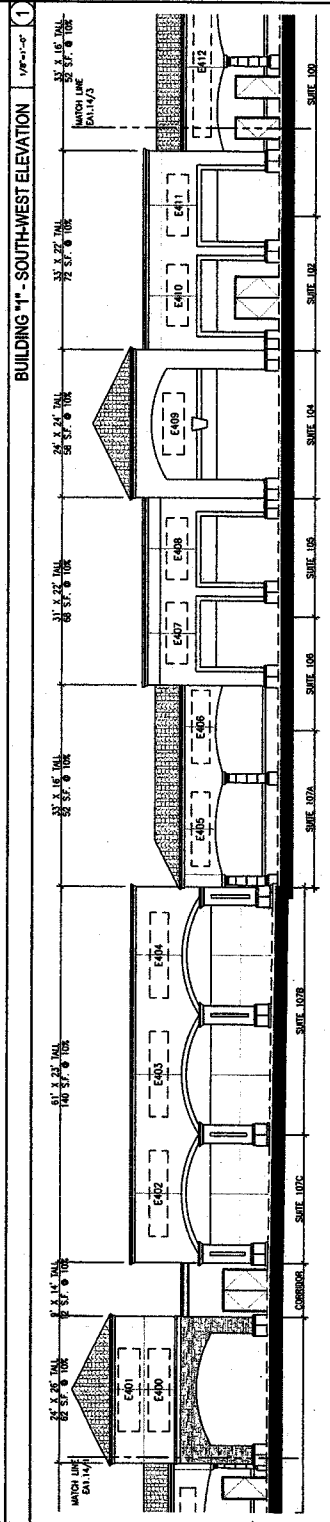 BUILDING "1" - SOUTH-WEST ELEVATION
1/8"=1'-0"
1
MATCH LINE
EA1.14/1
24' X 26' TALL
62 S.F. @ 10%
9' X 14' TALL
12 S.F. @ 10%
61' X 23' TALL
140 S.F. @ 10%
33' X 16' TALL
52 S.F. @ 10%
31' X 22' TALL
68 S.F. @ 10%
24' X 24' TALL
58 S.F. @ 10%
33' X 22' TALL
72 S.F. @ 10%
33' X 16' TALL
52 S.F. @ 10%
MATCH LINE
EA1.14/3
E401
E400
E402
E403
E404
E405
E406
E407
E408
E409
E410
E411
E412
CORRIDOR
SUITE 107C
SUITE 107B
SUITE 107A
SUITE 106
SUITE 105
SUITE 104
SUITE 102
SUITE 100